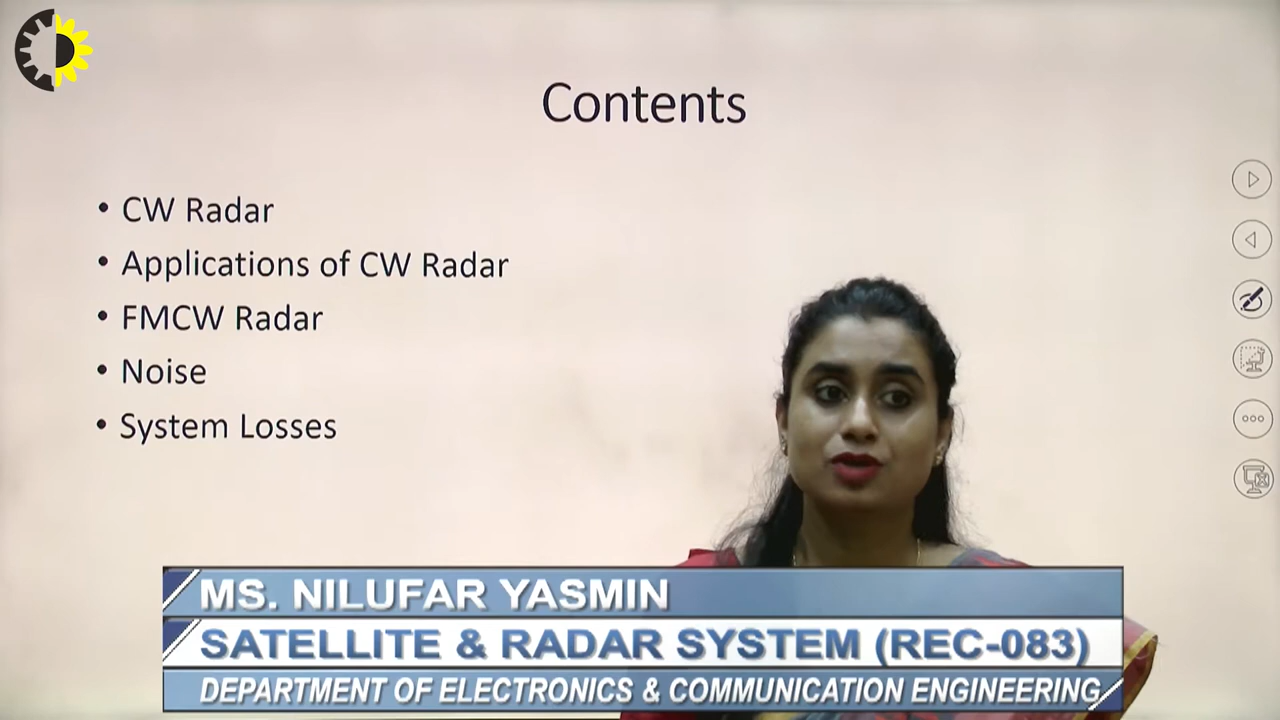 Contents
• CW Radar
• Applications of CW Radar
• FMCW Radar
• Noise
• System Losses
MS. NILUFAR YASMIN
SATELLITE & RADAR SYSTEM (REC-083)
DEPARTMENT OF ELECTRONICS & COMMUNICATION ENGINEERING